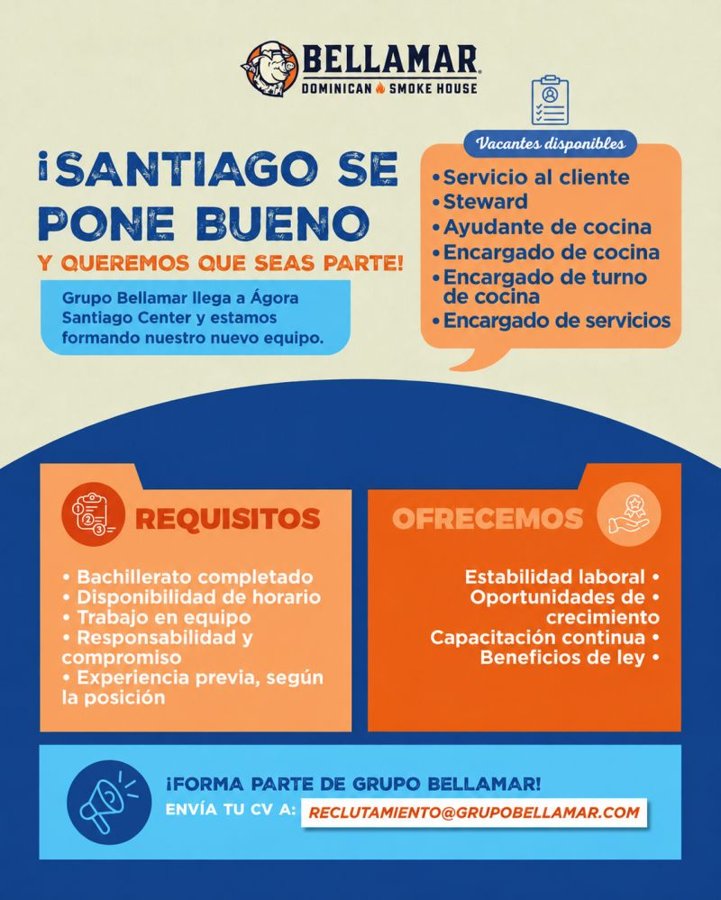 BELLAMAR
DOMINICAN SMOKE HOUSE
¡SANTIAGO SE
PONE BUENO
Y QUEREMOS QUE SEAS PARTE!
Grupo Bellamar llega a Ágora
Santiago Center y estamos
formando nuestro nuevo equipo.
Vacantes disponibles
• Servicio al cliente
• Steward
• Ayudante de cocina
• Encargado de cocina
• Encargado de turno
de cocina
• Encargado de servicios
1
2
3
REQUISITOS
• Bachillerato completado
• Disponibilidad de horario
• Trabajo en equipo
• Responsabilidad y
compromiso
• Experiencia previa, según
la posición
OFRECEMOS
Estabilidad laboral •
Oportunidades de •
crecimiento
Capacitación continua •
Beneficios de ley •
¡FORMA PARTE DE GRUPO BELLAMAR!
ENVÍA TU CV A: RECLUTAMIENTO@GRUPOBELLAMAR.COM